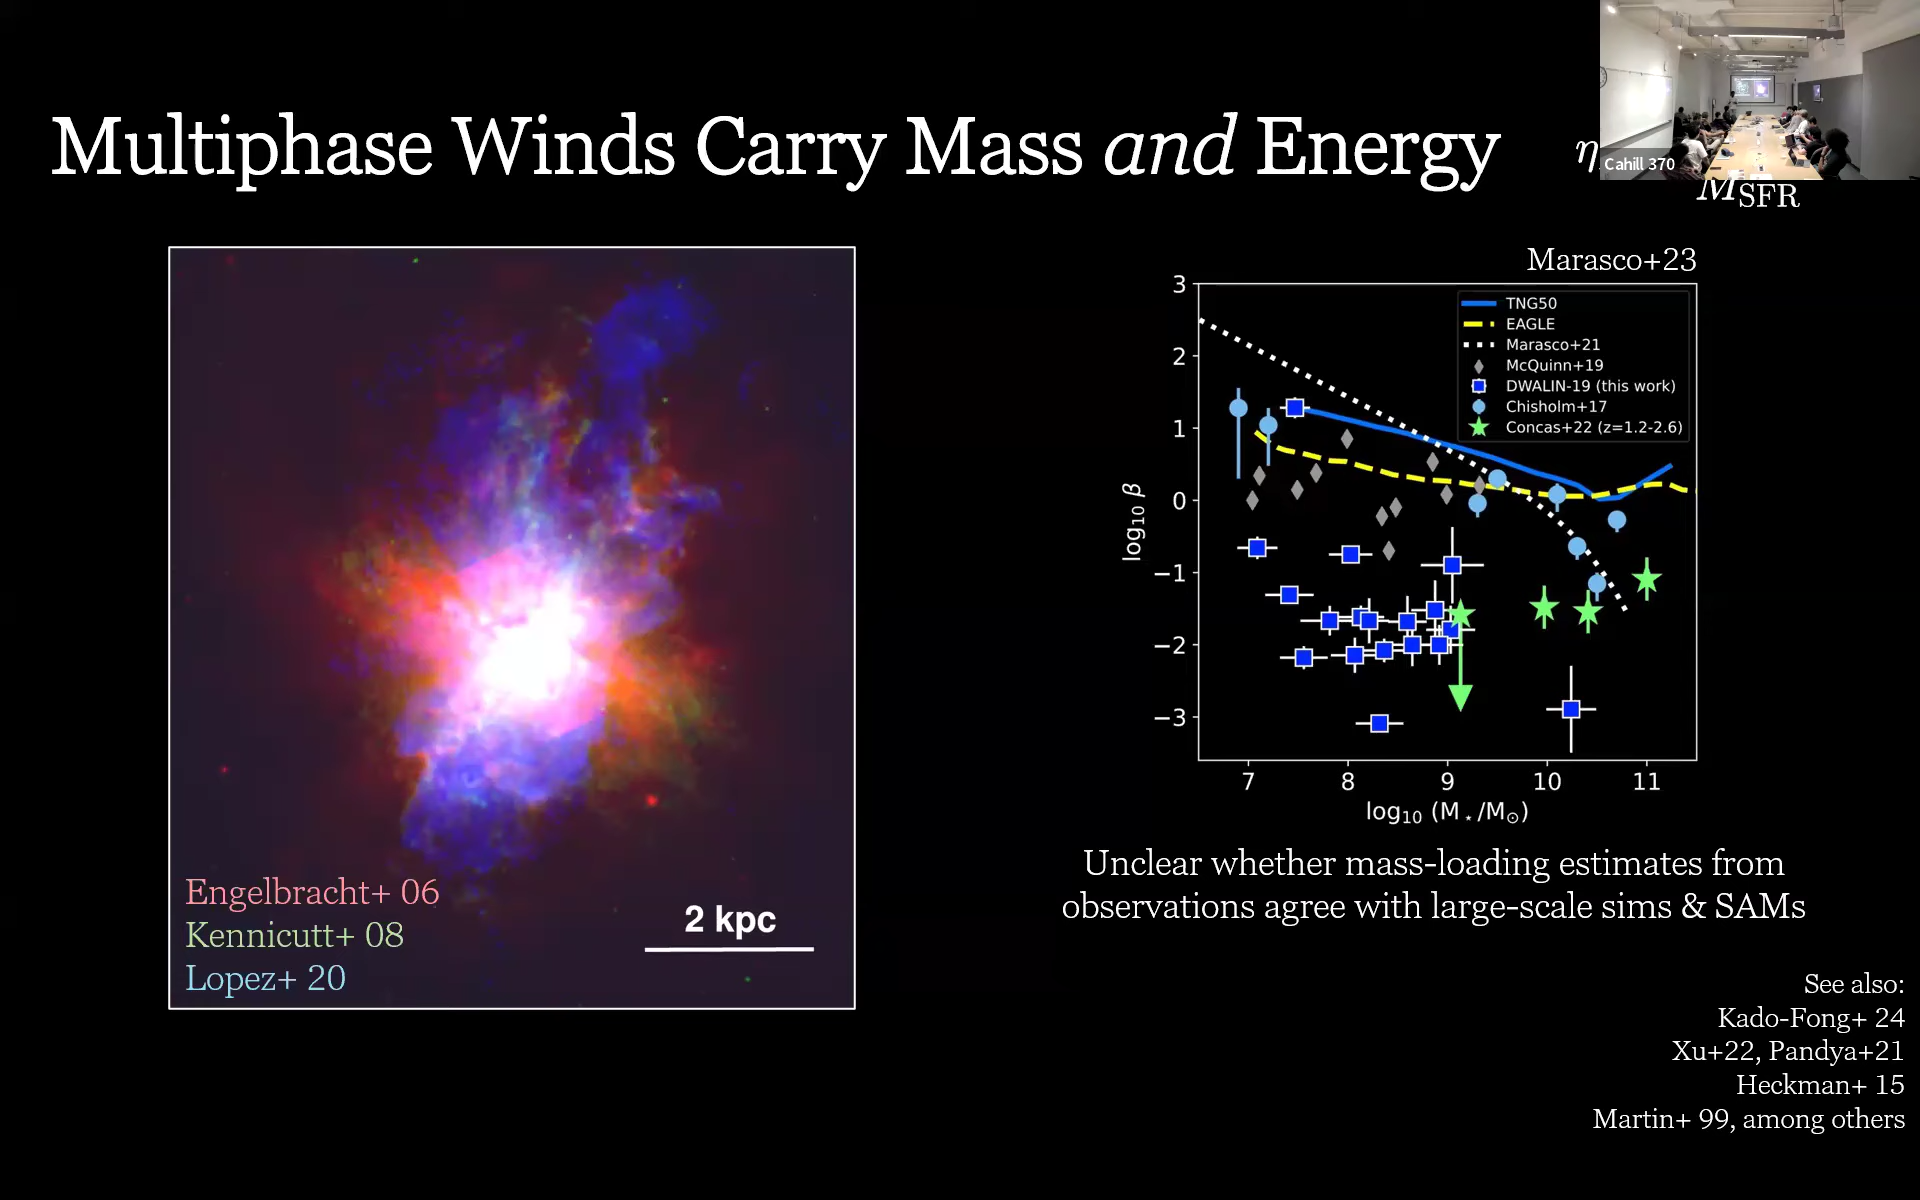 Multiphase Winds Carry Mass and Energy
η
Cahill 370
M_SFR
Marasco+23
3
2
1
0
−1
−2
−3
log₁₀ β
TNG50
EAGLE
Marasco+21
McQuinn+19
DWALIN-19 (this work)
Chisholm+17
Concas+22 (z=1.2-2.6)
7 8 9 10 11
log₁₀ (M⋆/M⊙)
Engelbracht+ 06
Kennicutt+ 08
Lopez+ 20
2 kpc
Unclear whether mass-loading estimates from
observations agree with large-scale sims & SAMs
See also:
Kado-Fong+ 24
Xu+22, Pandya+21
Heckman+ 15
Martin+ 99, among others